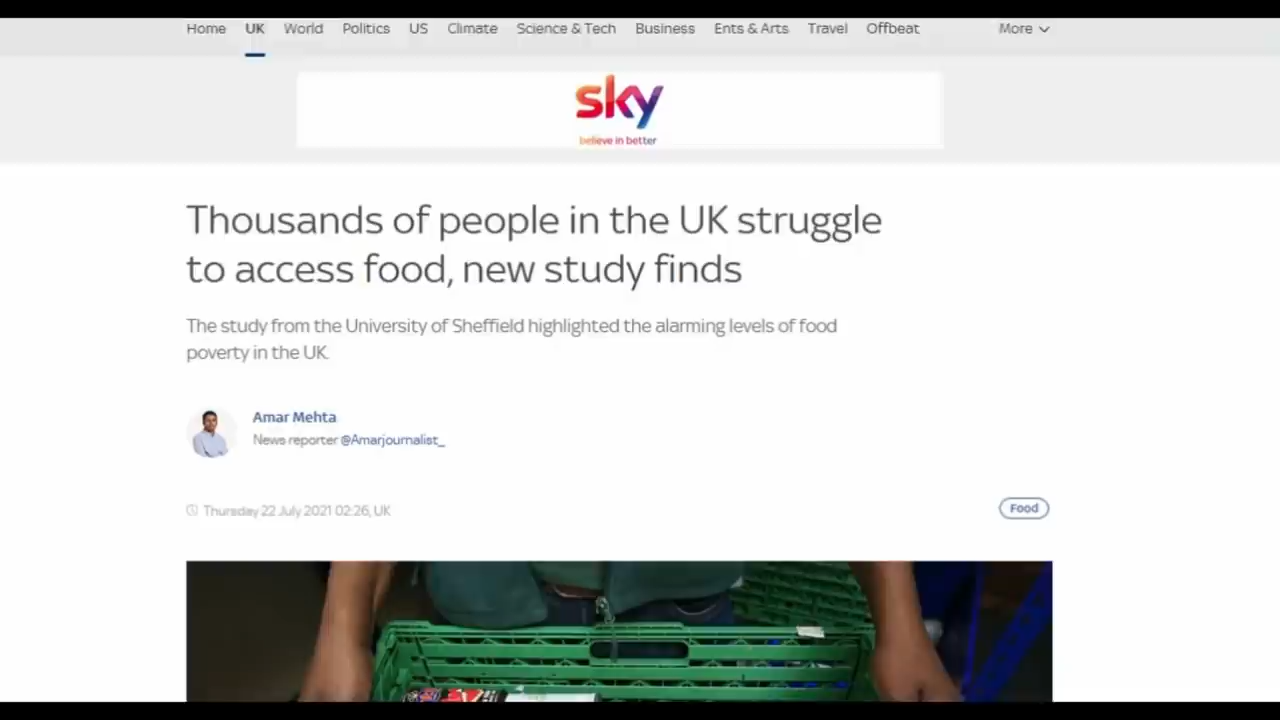 Home UK World Politics US Climate Science & Tech Business Ents & Arts Travel Offbeat More
sky
believe in better
Thousands of people in the UK struggle
to access food, new study finds
The study from the University of Sheffield highlighted the alarming levels of food
poverty in the UK.
Amar Mehta
News reporter @Amarjournalist_
Thursday 22 July 2021 02:26, UK
Food